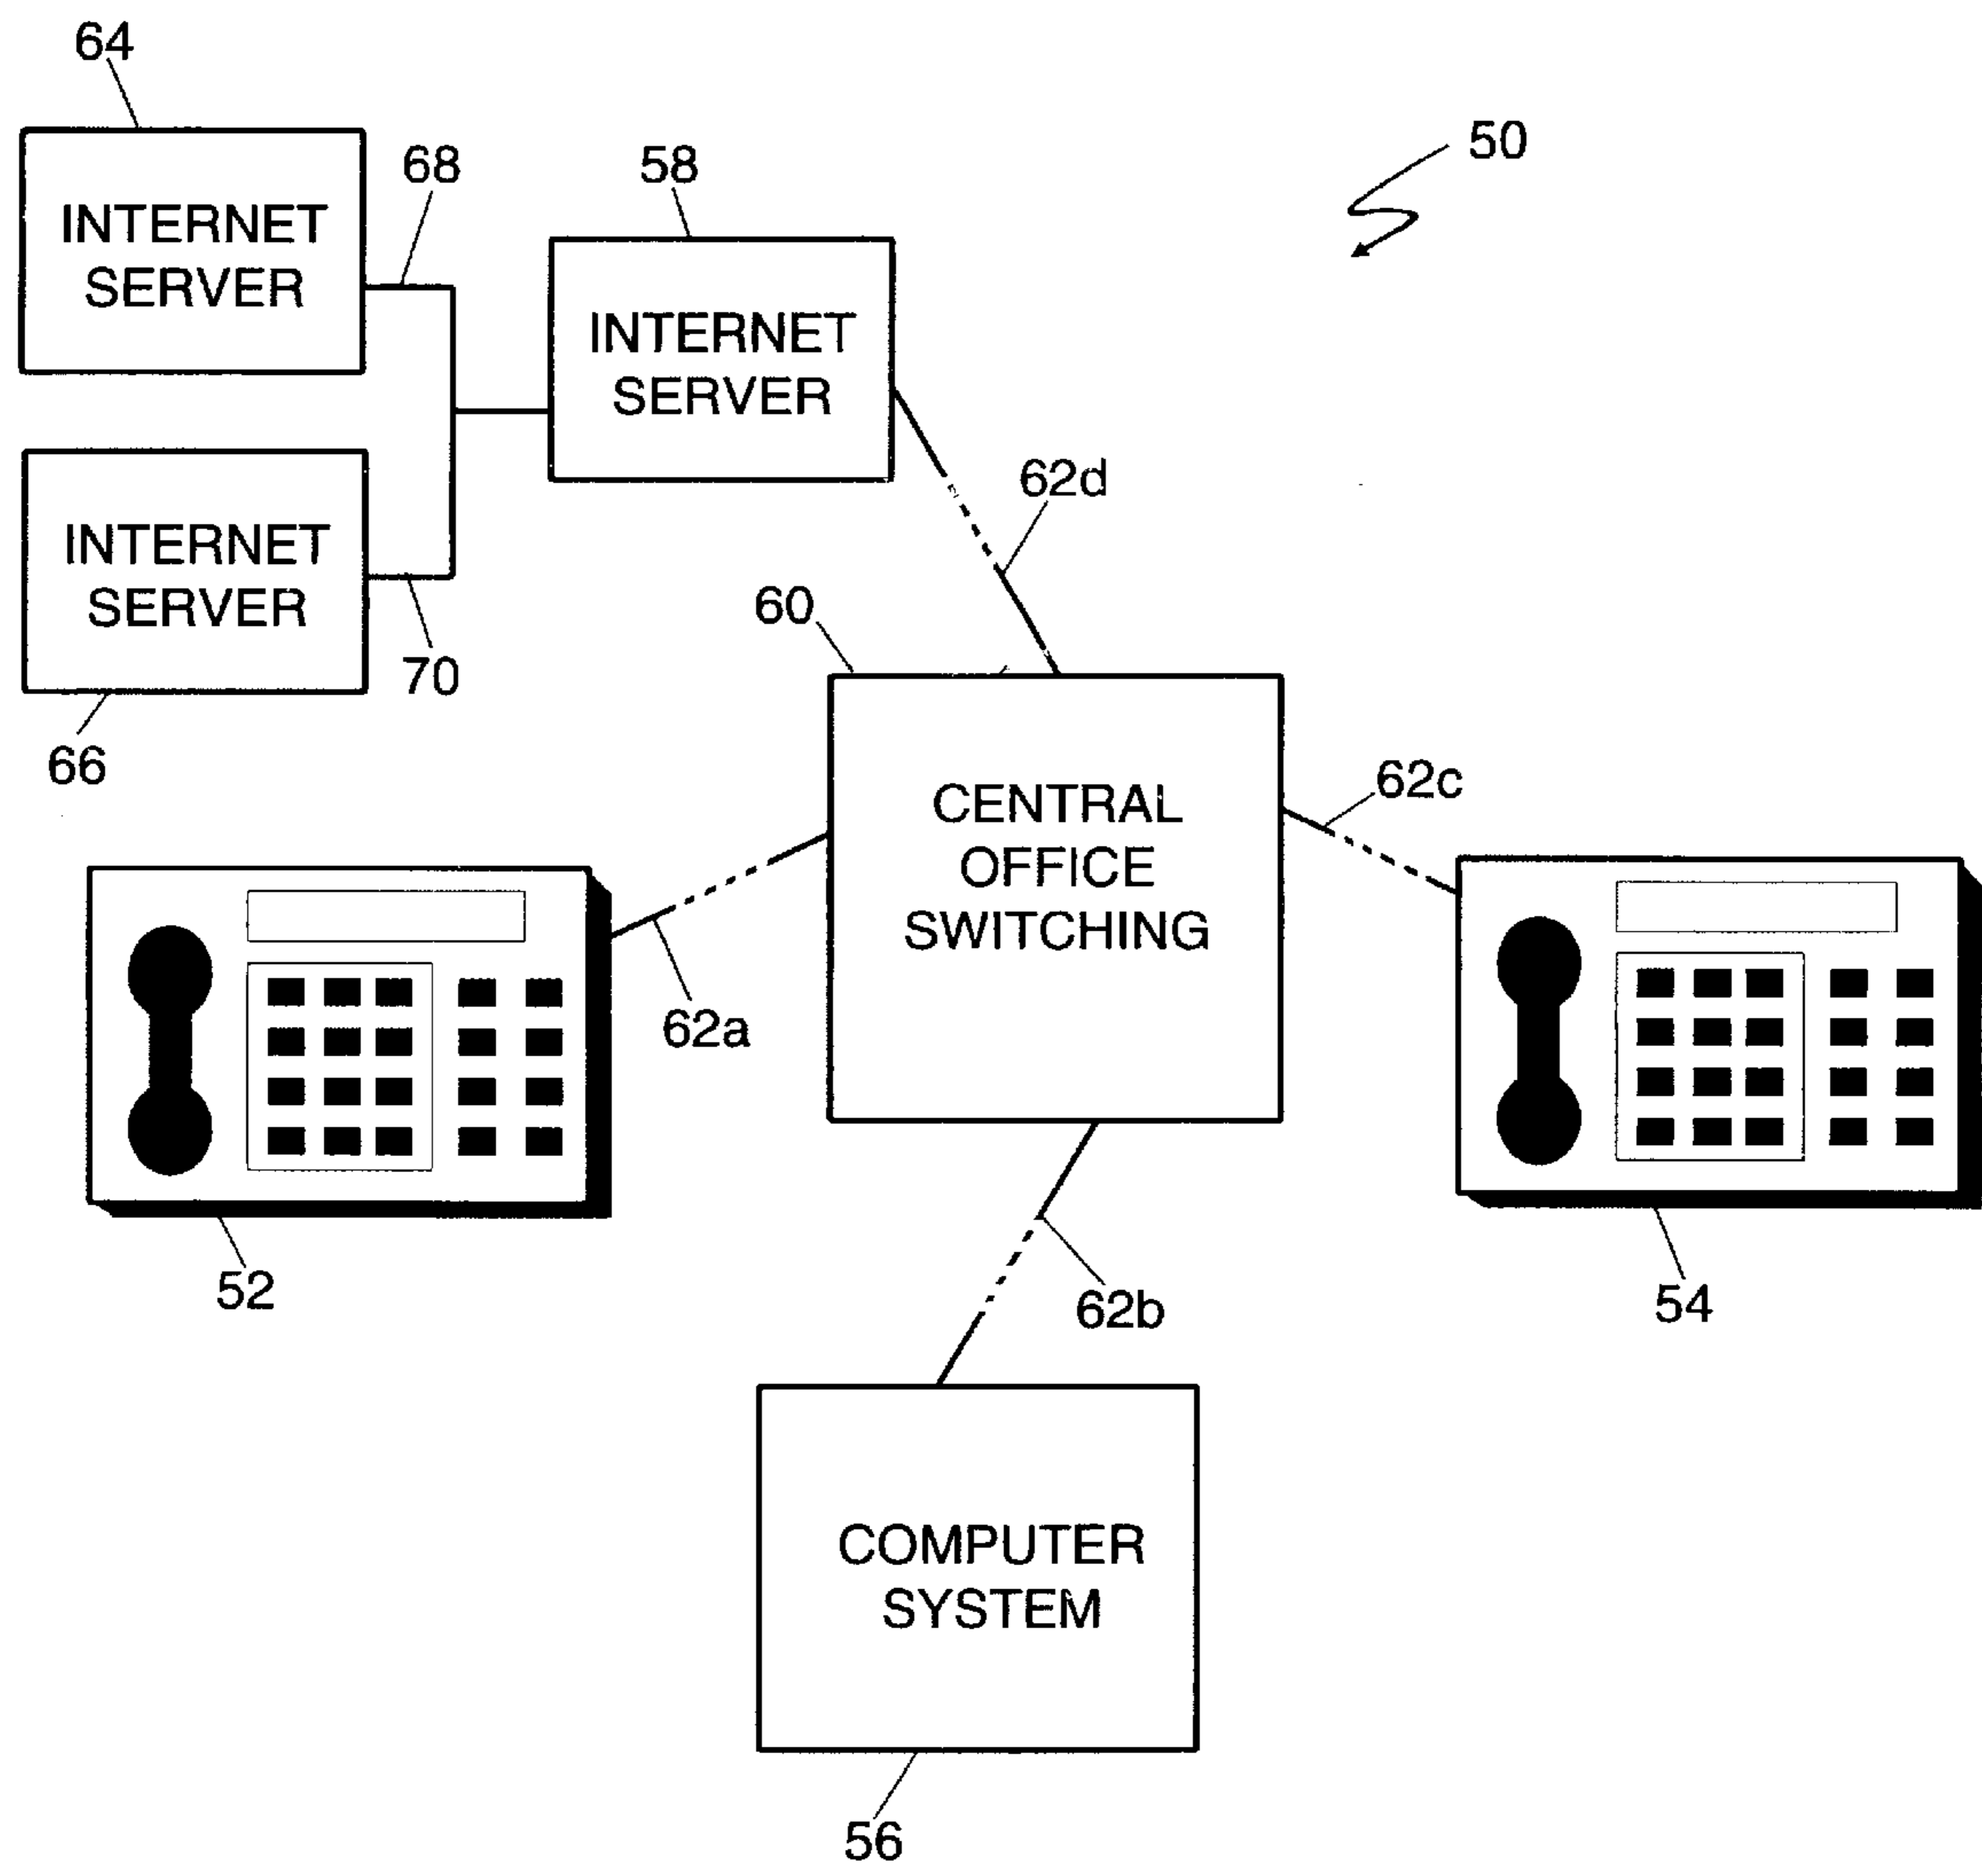 64
68
58
50
INTERNET
SERVER
INTERNET
SERVER
62d
INTERNET
SERVER
60
70
66
62c
CENTRAL
OFFICE
SWITCHING
62a
52
62b
54
COMPUTER
SYSTEM
56